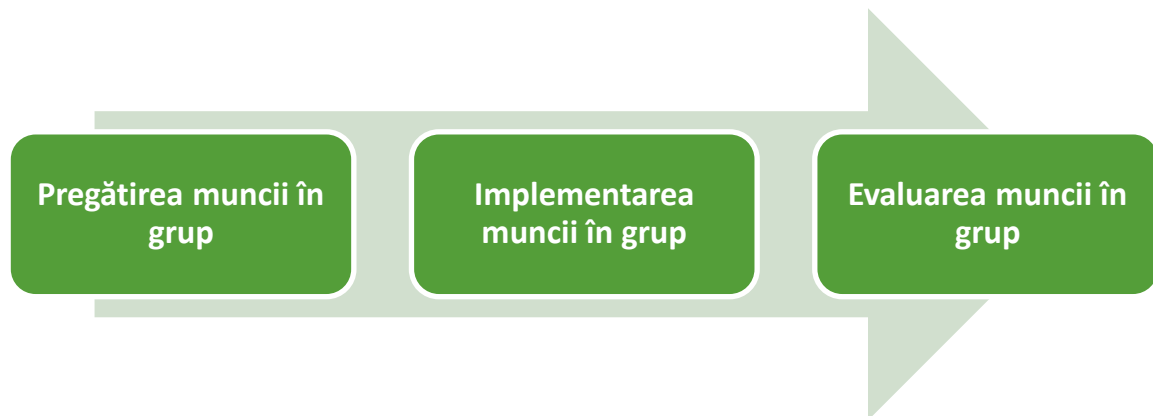 Pregătirea muncii în
grup
Implementarea
muncii în grup
Evaluarea muncii în
grup